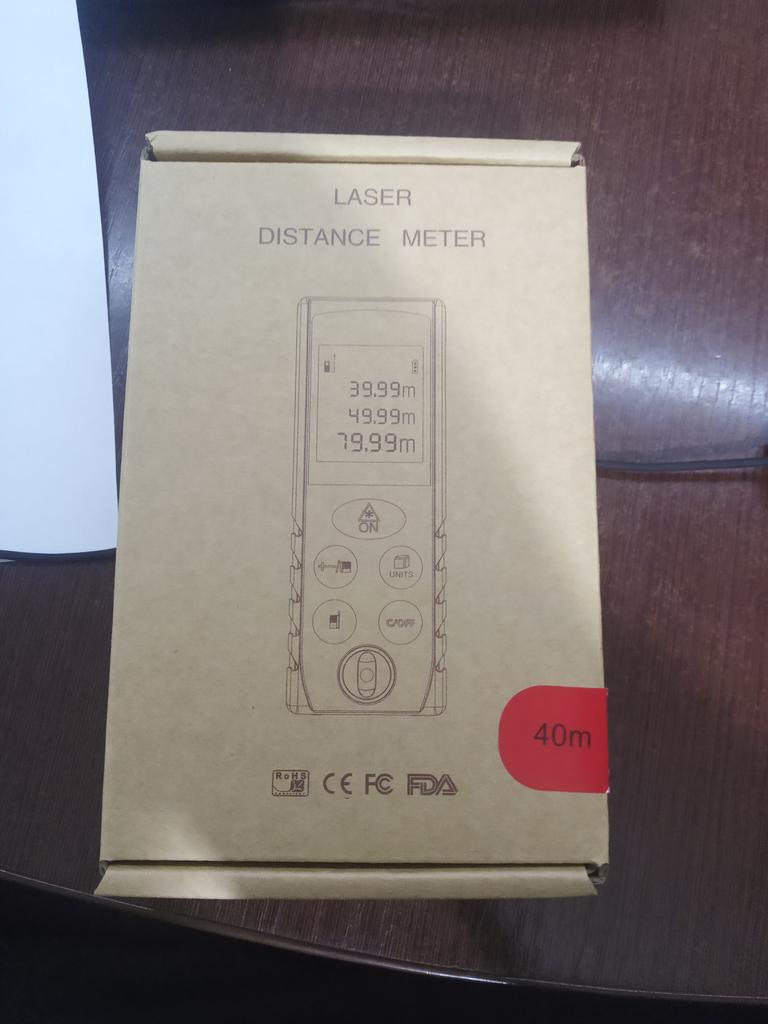 LASER
DISTANCE METER
39.99m
49.99m
79.99m
ON
UNITS
C/OFF
40m
RoHS
CE FC FDA